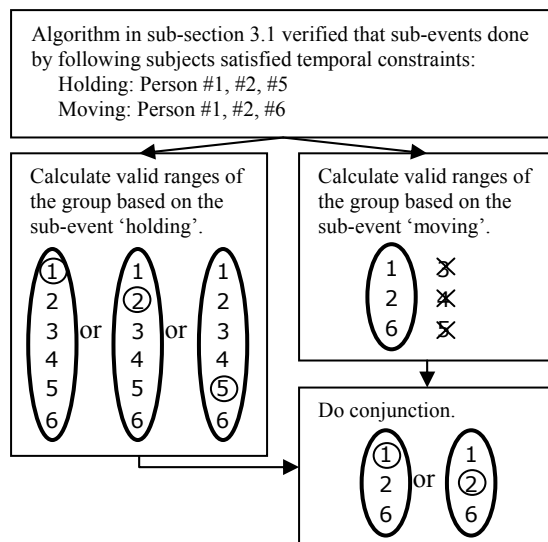 Algorithm in sub-section 3.1 verified that sub-events done
by following subjects satisfied temporal constraints:
Holding: Person #1, #2, #5
Moving: Person #1, #2, #6
Calculate valid ranges of
the group based on the
sub-event ‘holding’.
1
2
3
4
5
6
or
1
2
3
4
5
6
or
1
2
3
4
5
6
Calculate valid ranges of
the group based on the
sub-event ‘moving’.
1
2
6
3
4
5
Do conjunction.
1
2
6
or
1
2
6